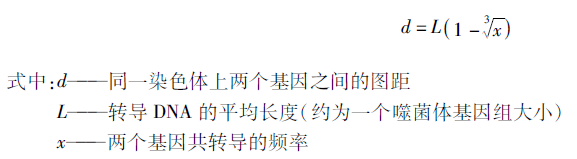 d = L(1 - ∛x)
式中:d——同一染色体上两个基因之间的图距
L——转导 DNA 的平均长度(约为一个噬菌体基因组大小)
x——两个基因共转导的频率